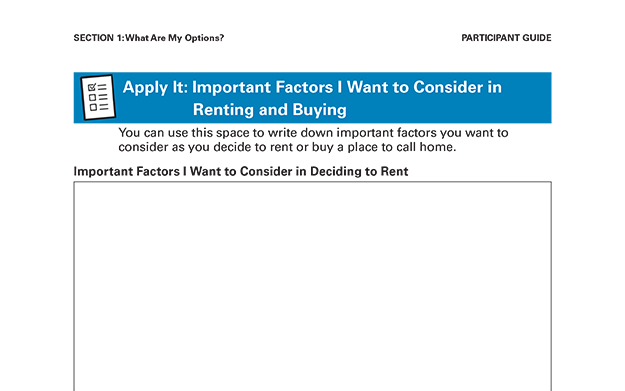 SECTION 1: What Are My Options?
PARTICIPANT GUIDE
Apply It: Important Factors I Want to Consider in
Renting and Buying
You can use this space to write down important factors you want to
consider as you decide to rent or buy a place to call home.
Important Factors I Want to Consider in Deciding to Rent